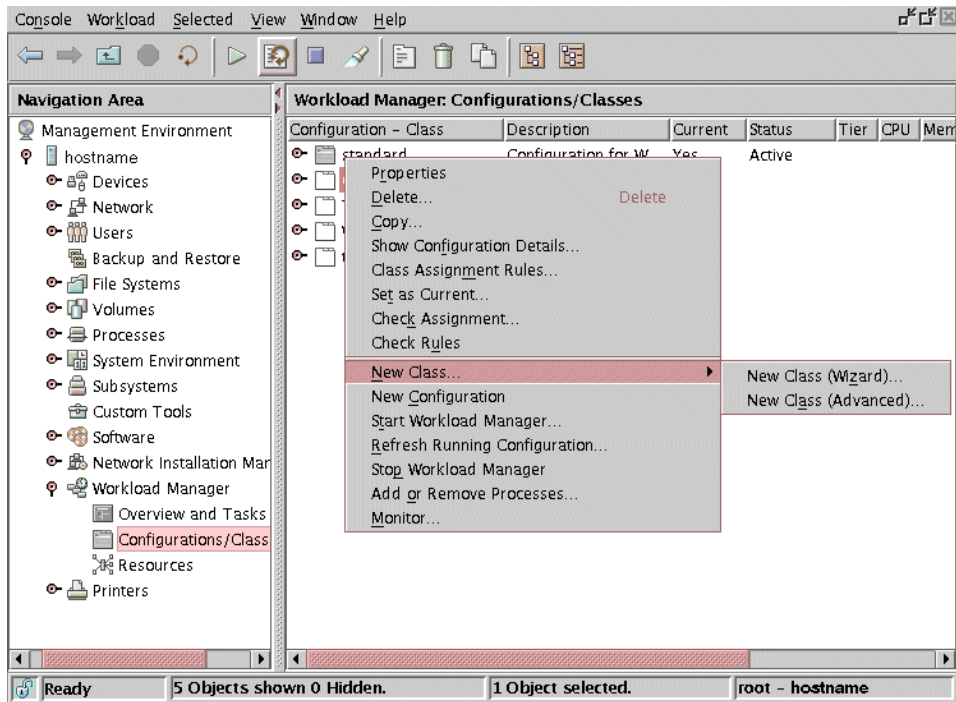 Console Workload Selected View Window Help
Navigation Area
Workload Manager: Configurations/Classes
Management Environment
hostname
Devices
Network
Users
Backup and Restore
File Systems
Volumes
Processes
System Environment
Subsystems
Custom Tools
Software
Network Installation Man
Workload Manager
Overview and Tasks
Configurations/Class
Resources
Printers
Configuration - Class Description Current Status Tier CPU Mem
standard Configuration for W... Yes Active
Properties
Delete... Delete
Copy...
Show Configuration Details...
Class Assignment Rules...
Set as Current...
Check Assignment...
Check Rules
New Class...
New Configuration
Start Workload Manager...
Refresh Running Configuration...
Stop Workload Manager
Add or Remove Processes...
Monitor...
New Class (Wizard)...
New Class (Advanced)...
Ready 5 Objects shown 0 Hidden. 1 Object selected. root - hostname